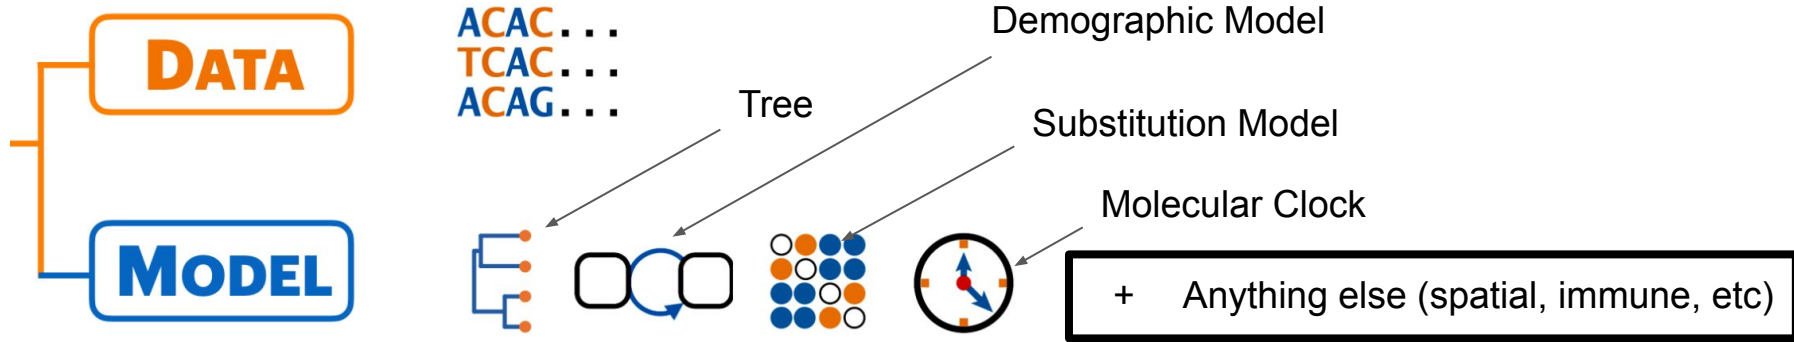 DATA
ACAC...
TCAC...
ACAG...
Demographic Model
Tree
Substitution Model
Molecular Clock
MODEL
+ Anything else (spatial, immune, etc)